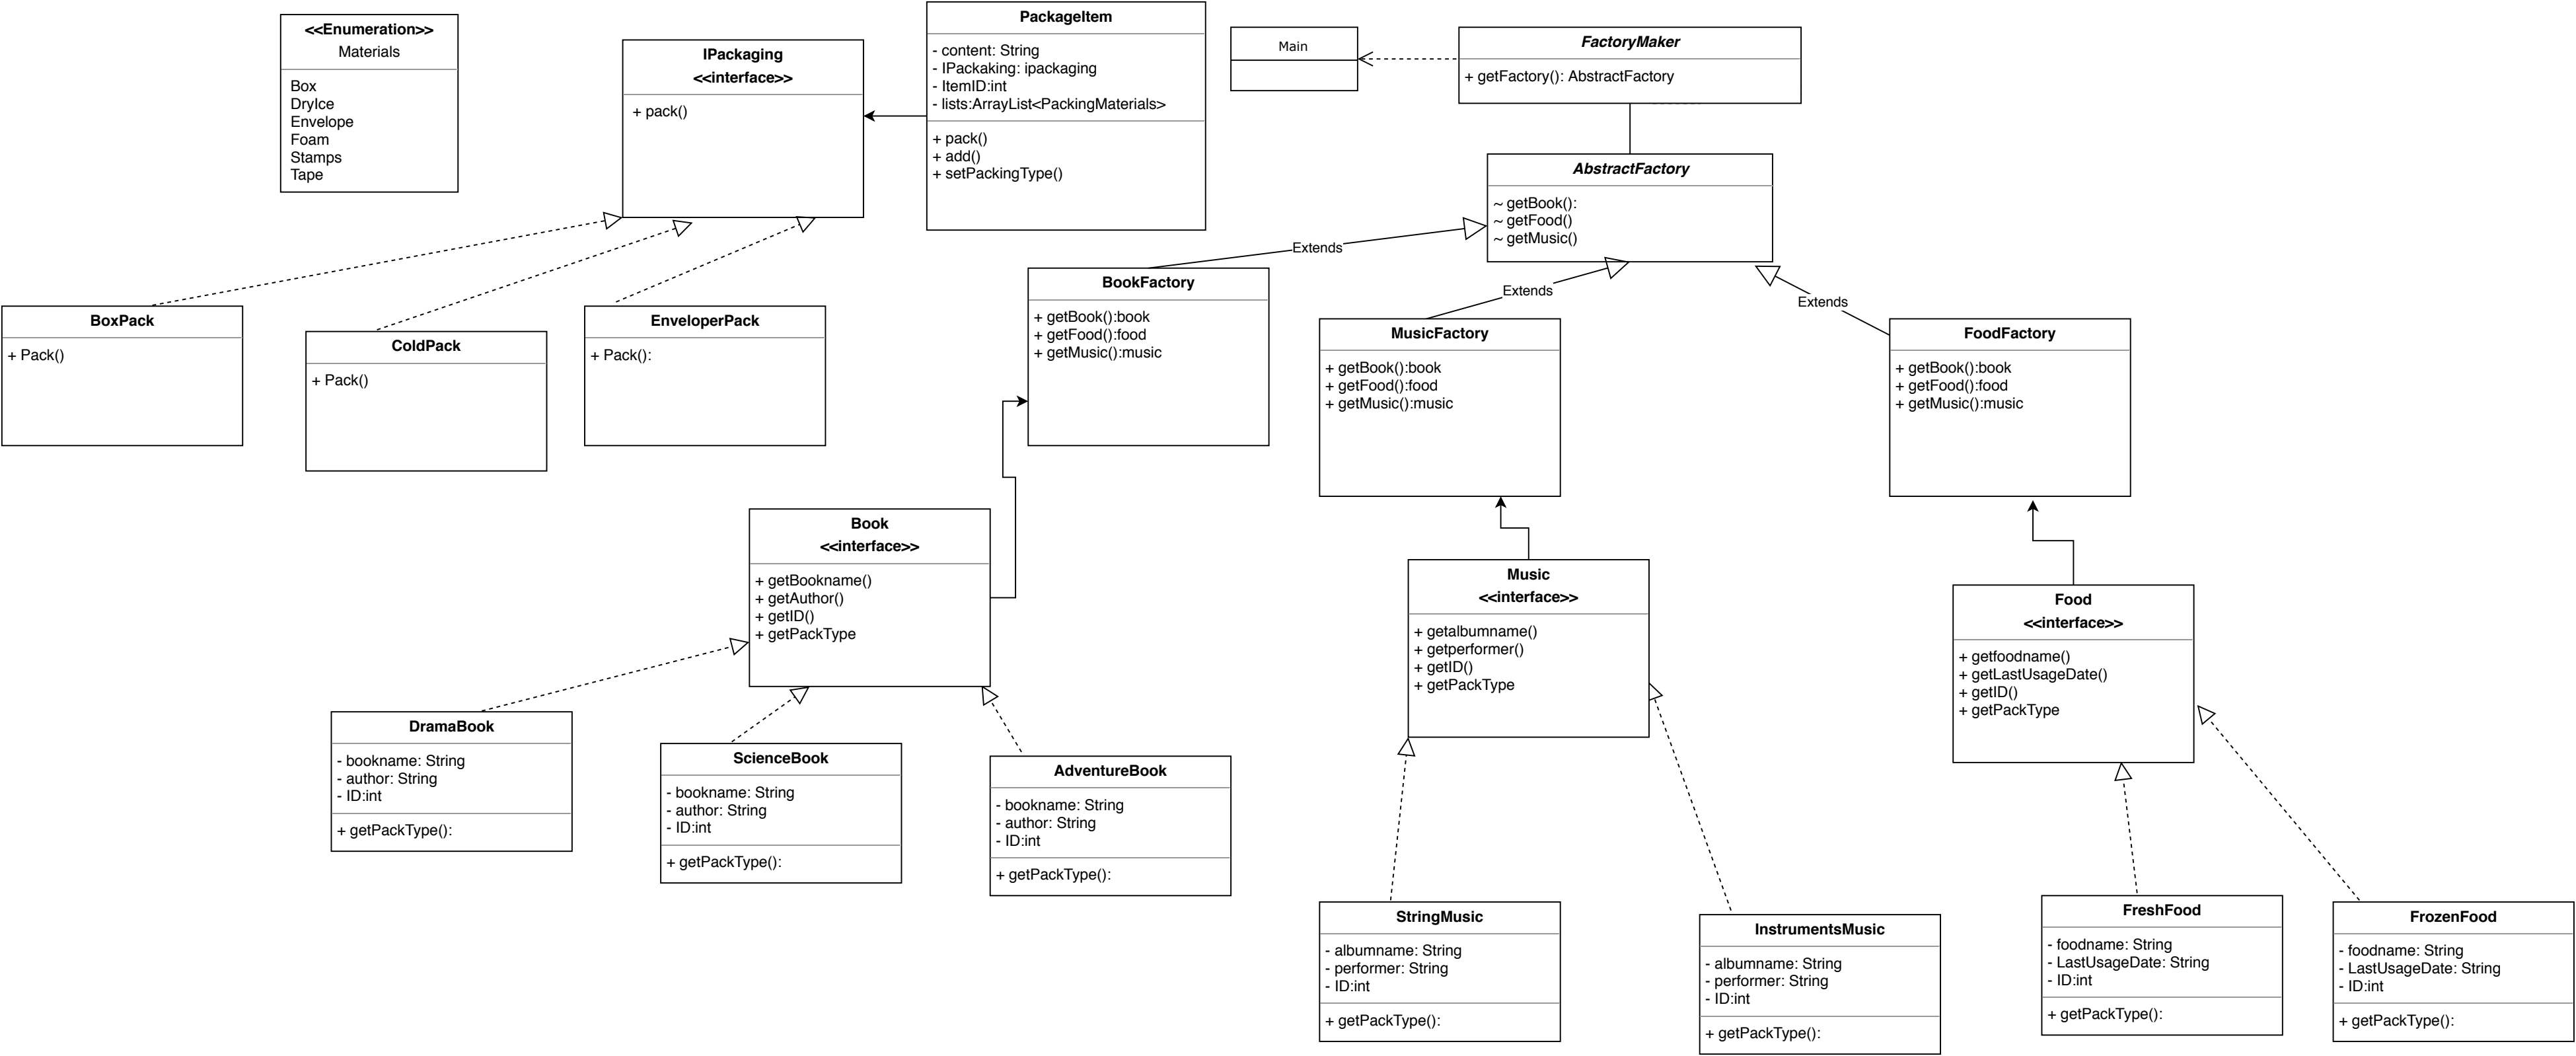 <<Enumeration>>
Materials
Box
DryIce
Envelope
Foam
Stamps
Tape
IPackaging
<<interface>>
+ pack()
PackageItem
- content: String
- IPackaking: ipackaging
- ItemID:int
- lists:ArrayList<PackingMaterials>
+ pack()
+ add()
+ setPackingType()
Main
FactoryMaker
+ getFactory(): AbstractFactory
AbstractFactory
~ getBook():
~ getFood()
~ getMusic()
Extends
Extends
Extends
BoxPack
+ Pack()
ColdPack
+ Pack()
EnveloperPack
+ Pack():
BookFactory
+ getBook():book
+ getFood():food
+ getMusic():music
MusicFactory
+ getBook():book
+ getFood():food
+ getMusic():music
FoodFactory
+ getBook():book
+ getFood():food
+ getMusic():music
Book
<<interface>>
+ getBookname()
+ getAuthor()
+ getID()
+ getPackType
Music
<<interface>>
+ getalbumname()
+ getperformer()
+ getID()
+ getPackType
Food
<<interface>>
+ getfoodname()
+ getLastUsageDate()
+ getID()
+ getPackType
DramaBook
- bookname: String
- author: String
- ID:int
+ getPackType():
ScienceBook
- bookname: String
- author: String
- ID:int
+ getPackType():
AdventureBook
- bookname: String
- author: String
- ID:int
+ getPackType():
StringMusic
- albumname: String
- performer: String
- ID:int
+ getPackType():
InstrumentsMusic
- albumname: String
- performer: String
- ID:int
+ getPackType():
FreshFood
- foodname: String
- LastUsageDate: String
- ID:int
+ getPackType():
FrozenFood
- foodname: String
- LastUsageDate: String
- ID:int
+ getPackType():